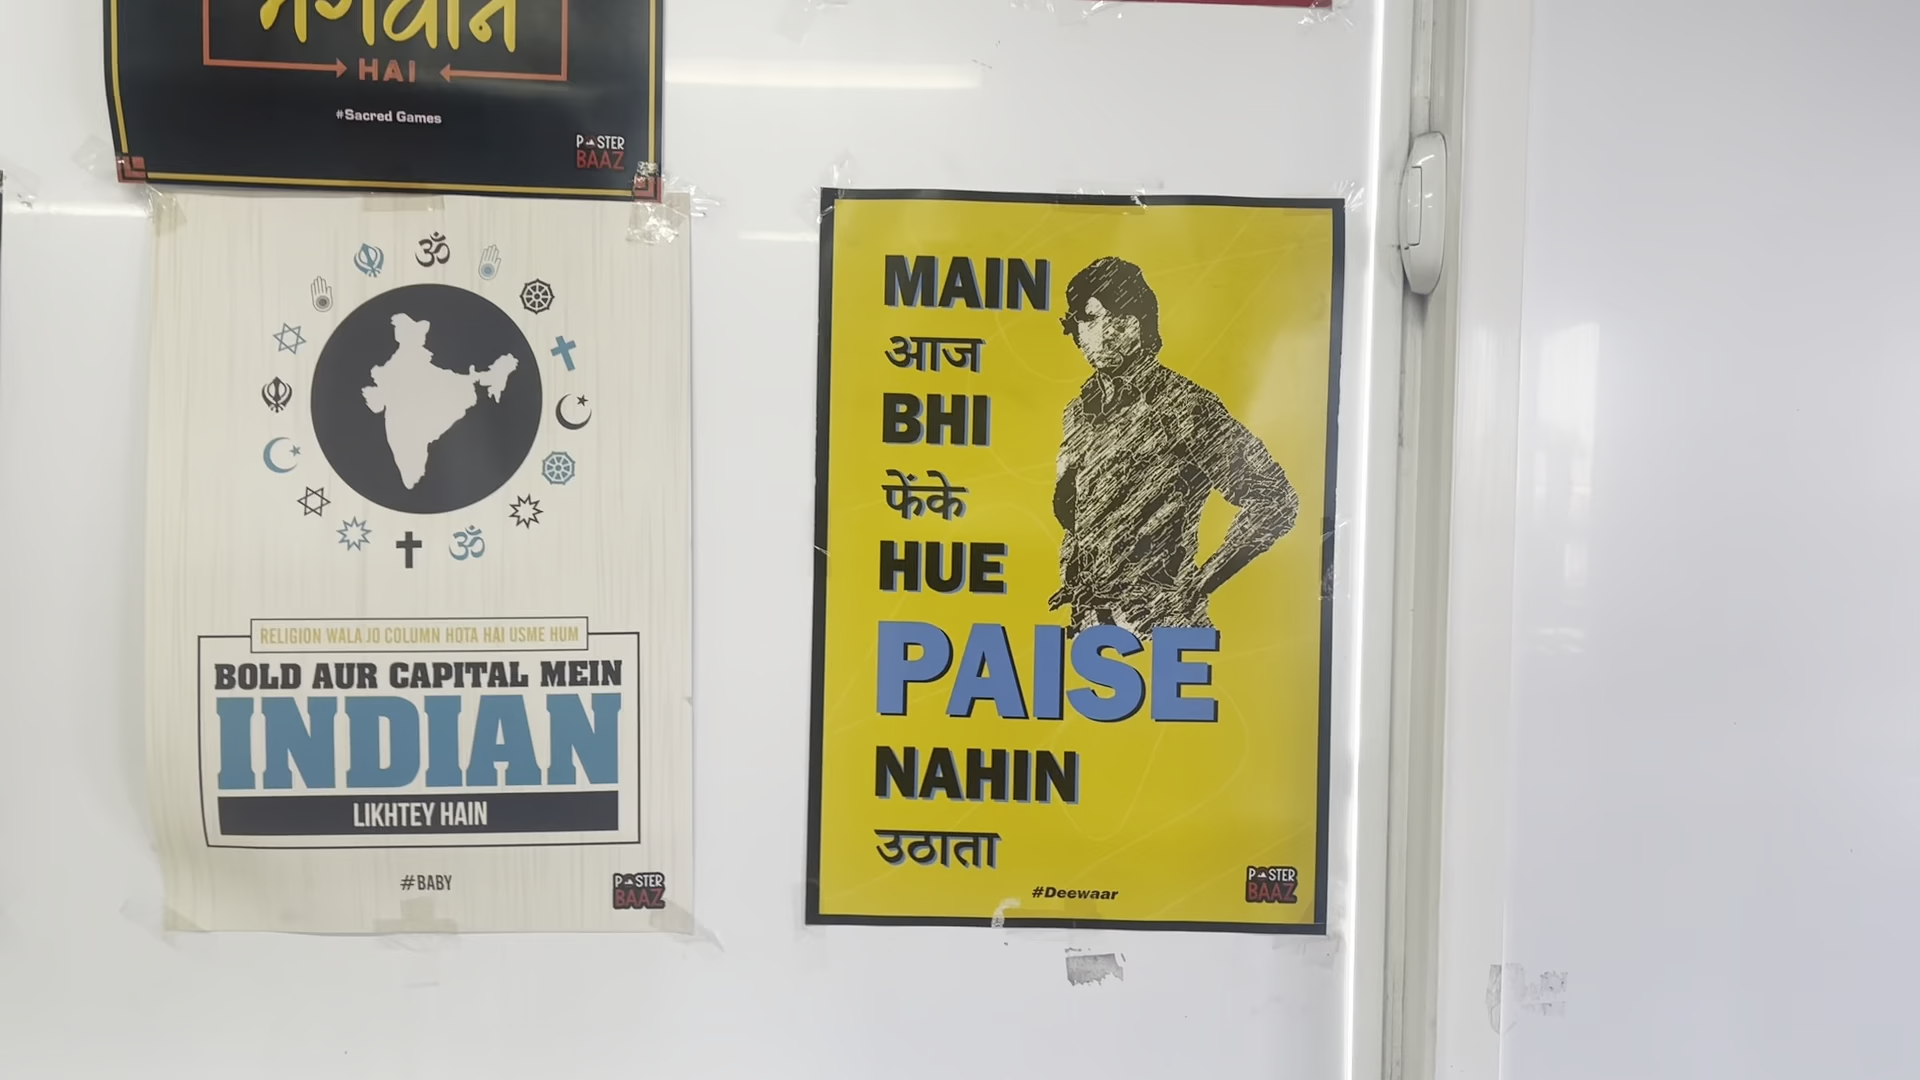 भगवान
HAI
#Sacred Games
POSTER
BAAZ
RELIGION WALA JO COLUMN HOTA HAI USME HUM
BOLD AUR CAPITAL MEIN
INDIAN
LIKHTEY HAIN
#BABY
POSTER
BAAZ
MAIN
आज
BHI
फेंके
HUE
PAISE
NAHIN
उठाता
#Deewaar
POSTER
BAAZ